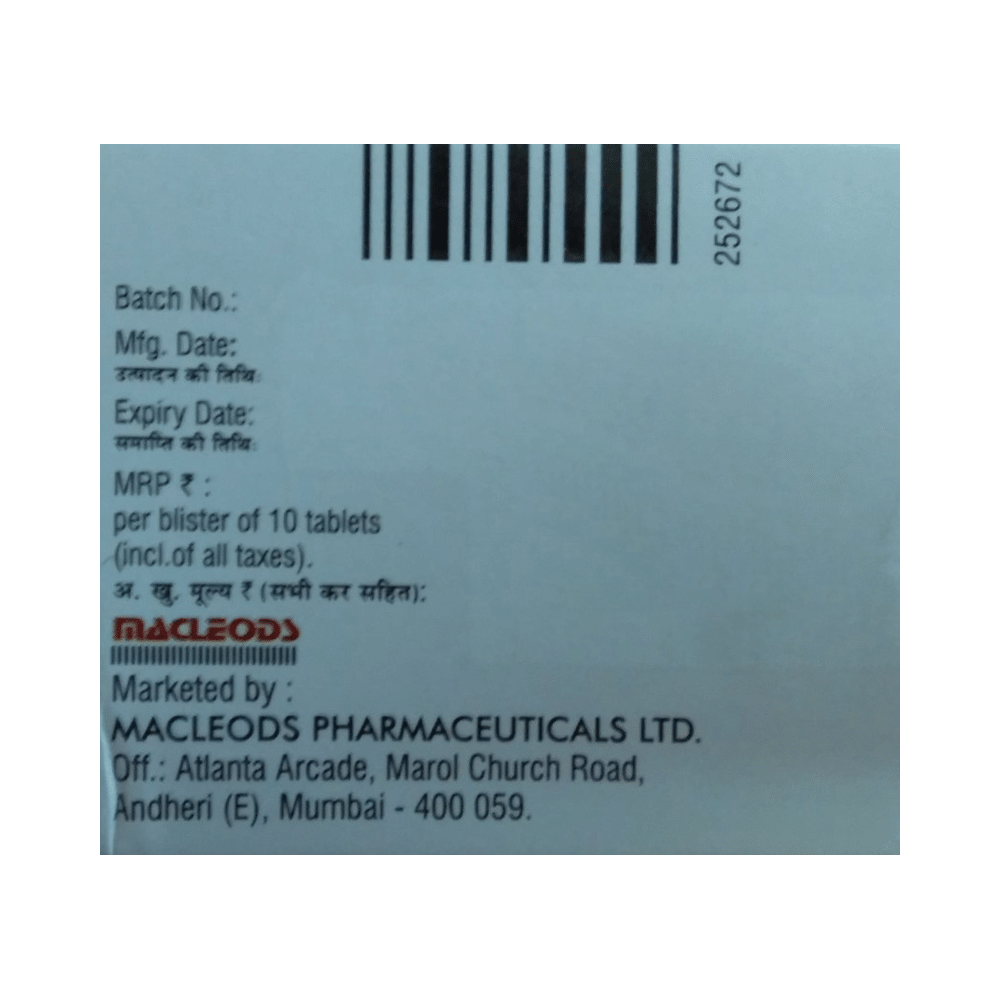 252672
Batch No.:
Mfg. Date:
उत्पादन की तिथि:
Expiry Date:
समाप्ति की तिथि:
MRP ₹ :
per blister of 10 tablets
(incl.of all taxes).
अ. खु. मूल्य ₹ (सभी कर सहित):
MACLEODS
Marketed by :
MACLEODS PHARMACEUTICALS LTD.
Off.: Atlanta Arcade, Marol Church Road,
Andheri (E), Mumbai - 400 059.